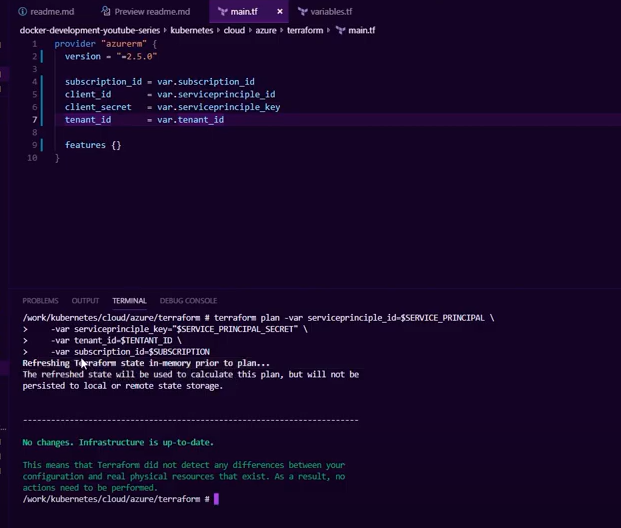 readme.md Preview readme.md main.tf × variables.tf
docker-development-youtube-series › kubernetes › cloud › azure › terraform › main.tf
1 provider "azurerm" {
2 version = "=2.5.0"
3
4 subscription_id = var.subscription_id
5 client_id = var.serviceprinciple_id
6 client_secret = var.serviceprinciple_key
7 tenant_id = var.tenant_id
8
9 features {}
10 }
PROBLEMS OUTPUT TERMINAL DEBUG CONSOLE
/work/kubernetes/cloud/azure/terraform # terraform plan -var serviceprinciple_id=$SERVICE_PRINCIPAL \
> -var serviceprinciple_key="$SERVICE_PRINCIPAL_SECRET" \
> -var tenant_id=$TENTANT_ID \
> -var subscription_id=$SUBSCRIPTION
Refreshing Terraform state in-memory prior to plan...
The refreshed state will be used to calculate this plan, but will not be
persisted to local or remote state storage.
------------------------------------------------------------------------
No changes. Infrastructure is up-to-date.
This means that Terraform did not detect any differences between your
configuration and real physical resources that exist. As a result, no
actions need to be performed.
/work/kubernetes/cloud/azure/terraform #